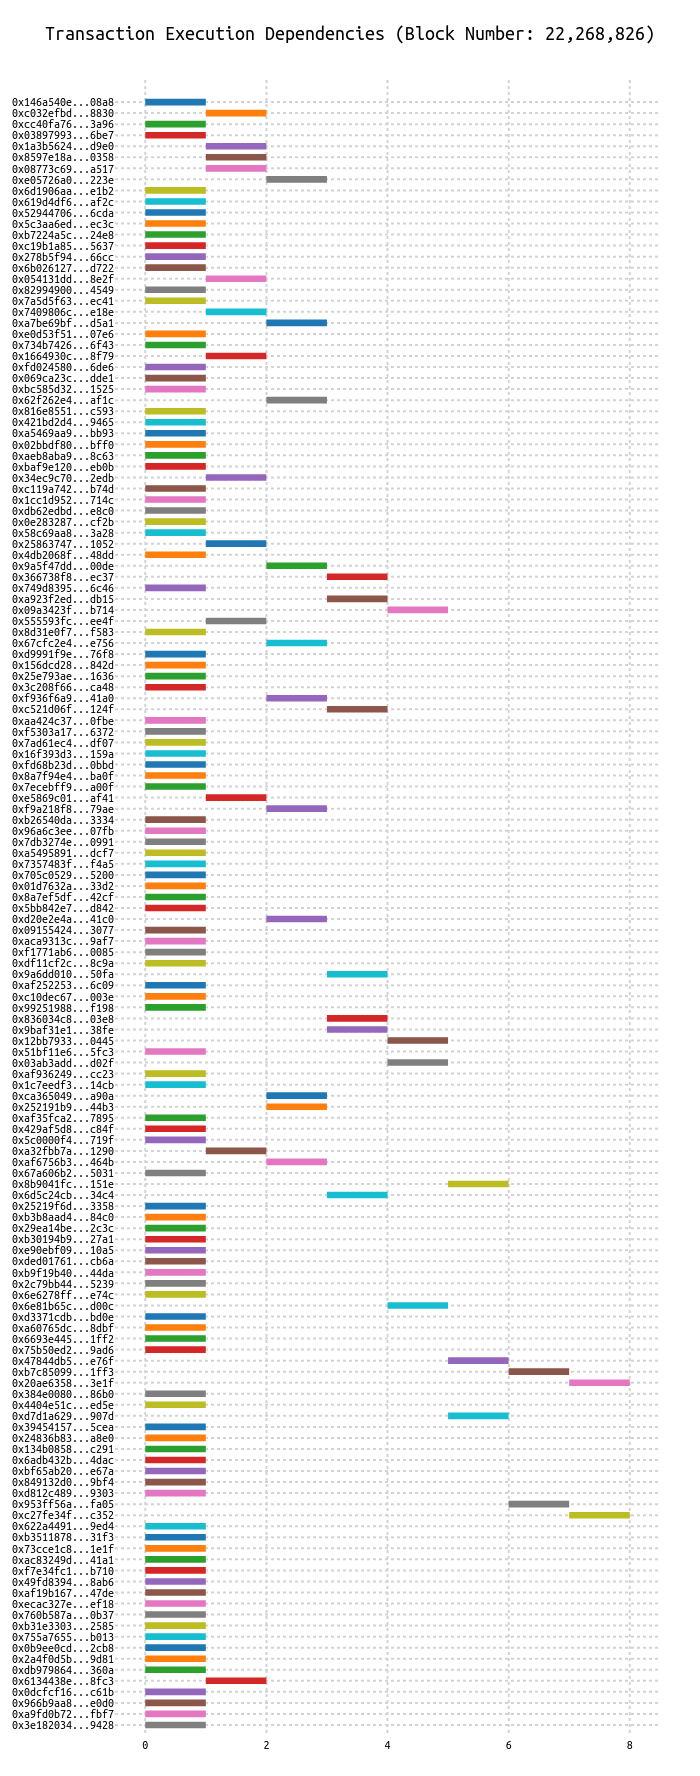 Transaction Execution Dependencies (Block Number: 22,268,826)
0x146a540e...08a8
0xc032efbd...8830
0xcc40fa76...3a96
0x03897993...6be7
0x1a3b5624...d9e0
0x8597e18a...0358
0x08773c69...a517
0xe05726a0...223e
0x6d1906aa...e1b2
0x619d4df6...af2c
0x52944706...6cda
0x5c3aa6ed...ec3c
0xb7224a5c...24e8
0xc19b1a85...5637
0x278b5f94...66cc
0x6b026127...d722
0x054131dd...8e2f
0x82994900...4549
0x7a5d5f63...ec41
0x7409806c...e18e
0xa7be69bf...d5a1
0xe0d53f51...07e6
0x734b7426...6f43
0x1664930c...8f79
0xfd024580...6de6
0x069ca23c...dde1
0xbc585d32...1525
0x62f262e4...af1c
0x816e8551...c593
0x421bd2d4...9465
0xa5469aa9...bb93
0x02bbdf80...bff0
0xaeb8aba9...8c63
0xbaf9e120...eb0b
0x34ec9c70...2edb
0xc119a742...b74d
0x1cc1d952...714c
0xdb62edbd...e8c0
0x0e283287...cf2b
0x58c69aa8...3a28
0x25863747...1052
0x4db2068f...48dd
0x9a5f47dd...00de
0x366738f8...ec37
0x749d8395...6c46
0xa923f2ed...db15
0x09a3423f...b714
0x555593fc...ee4f
0x8d31e0f7...f583
0x67cfc2e4...e756
0xd9991f9e...76f8
0x156dcd28...842d
0x25e793ae...1636
0x3c208f66...ca48
0xf936f6a9...41a0
0xc521d06f...124f
0xaa424c37...0fbe
0xf5303a17...6372
0x7ad61ec4...df07
0x16f393d3...159a
0xfd68b23d...0bbd
0x8a7f94e4...ba0f
0x7ecebff9...a00f
0xe5869c01...af41
0xf9a218f8...79ae
0xb26540da...3334
0x96a6c3ee...07fb
0x7db3274e...0991
0xa5495891...dcf7
0x7357483f...f4a5
0x705c0529...5200
0x01d7632a...33d2
0x8a7ef5df...42cf
0x5bb842e7...d842
0xd20e2e4a...41c0
0x09155424...3077
0xaca9313c...9af7
0xf1771ab6...0085
0xdf11cf2c...8c9a
0x9a6dd010...50fa
0xaf252253...6c09
0xc10dec67...003e
0x99251988...f198
0x836034c8...03e8
0x9baf31e1...38fe
0x12bb7933...0445
0x51bf11e6...5fc3
0x03ab3add...d02f
0xaf936249...cc23
0x1c7eedf3...14cb
0xca365049...a90a
0x252191b9...44b3
0xaf35fca2...7895
0x429af5d8...c84f
0x5c0000f4...719f
0xa32fbb7a...1290
0xaf6756b3...464b
0x67a606b2...5031
0x8b9041fc...151e
0x6d5c24cb...34c4
0x25219f6d...3358
0xb3b8aad4...84c0
0x29ea14be...2c3c
0xb30194b9...27a1
0xe90ebf09...10a5
0xded01761...cb6a
0xb9f19b40...44da
0x2c79bb44...5239
0x6e6278ff...e74c
0x6e81b65c...d00c
0xd3371cdb...bd0e
0xa60765dc...8dbf
0x6693e445...1ff2
0x75b50ed2...9ad6
0x47844db5...e76f
0xb7c85099...1ff3
0x20ae6358...3e1f
0x384e0080...86b0
0x4404e51c...ed5e
0xd7d1a629...907d
0x39454157...5cea
0x24836b83...a8e0
0x134b0858...c291
0x6adb432b...4dac
0xbf65ab20...e67a
0x849132d0...9bf4
0xd812c489...9303
0x953ff56a...fa05
0xc27fe34f...c352
0x622a4491...9ed4
0xb3511878...31f3
0x73cce1c8...1e1f
0xac83249d...41a1
0xf7e34fc1...b710
0x49fd8394...8ab6
0xaf19b167...47de
0xecac327e...ef18
0x760b587a...0b37
0xb31e3303...2585
0x755a7655...b013
0x0b9ee0cd...2cb8
0x2a4f0d5b...9d81
0xdb979864...360a
0x6134438e...8fc3
0x0dcfcf16...c61b
0x966b9aa8...e0d0
0xa9fd0b72...fbf7
0x3e182034...9428
0 2 4 6 8